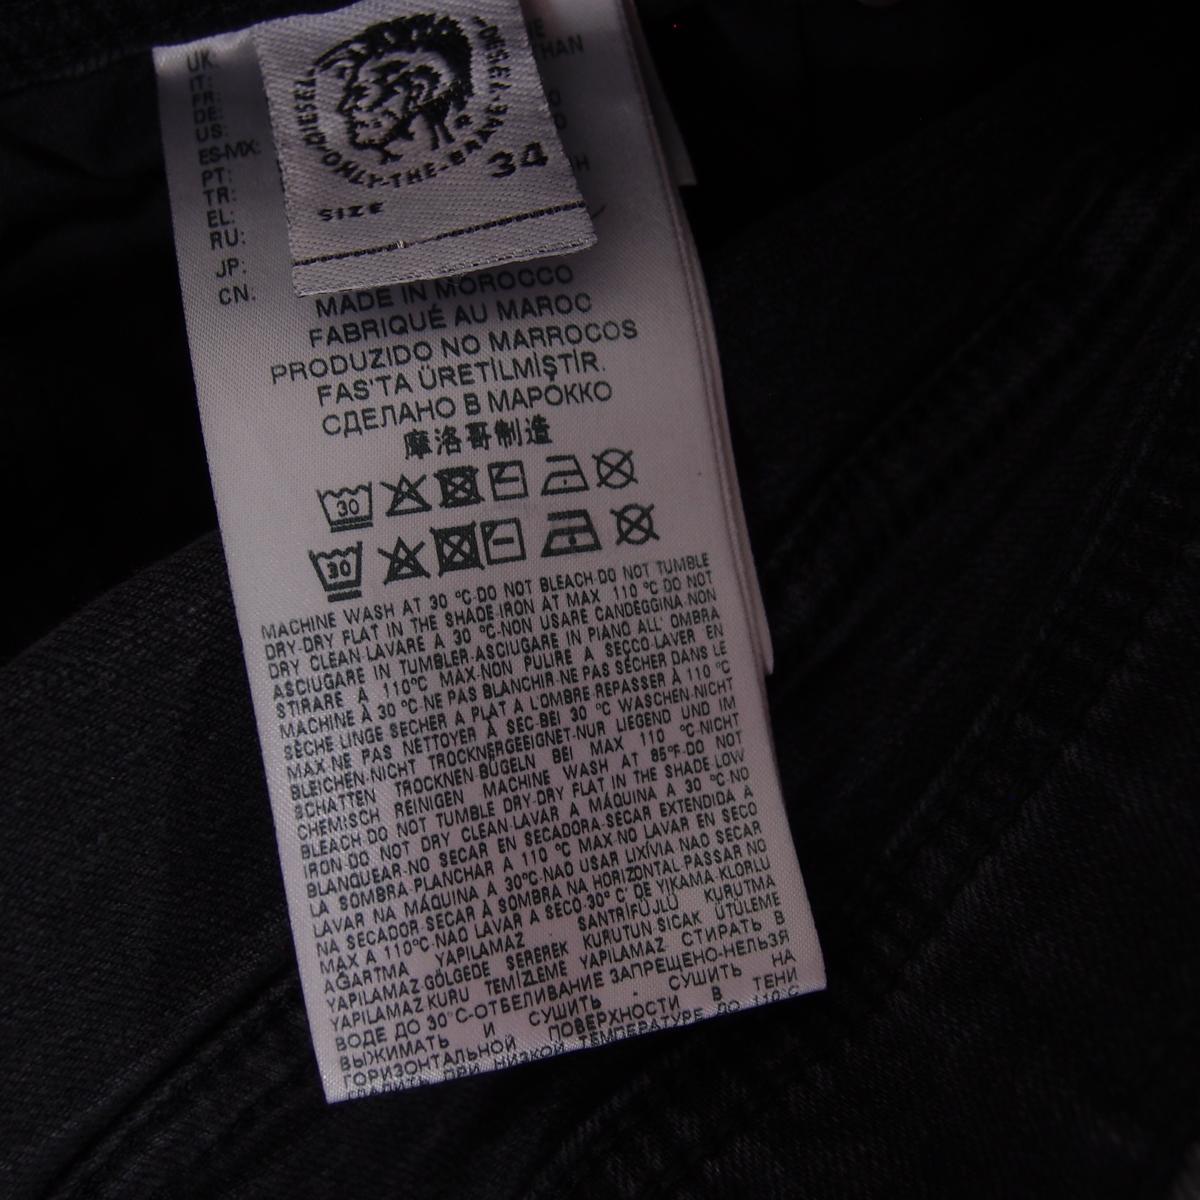 DIESEL·ONLY·THE·BRAVE·DIESEL
34
SIZE
UK:
IT:
FR:
DE:
US:
ES-MX:
PT:
TR:
EL:
RU:
JP:
CN:
MADE IN MOROCCO
FABRIQUÉ AU MAROC
PRODUZIDO NO MARROCOS
FAS'TA ÜRETİLMİŞTİR.
СДЕЛАНО В МАРОККО
摩洛哥制造
30
30
MACHINE WASH AT 30 °C-DO NOT BLEACH-DO NOT TUMBLE
DRY-DRY FLAT IN THE SHADE-IRON AT MAX 110 °C DO NOT
DRY CLEAN-LAVARE A 30 °C-NON USARE CANDEGGINA-NON
ASCIUGARE IN TUMBLER-ASCIUGARE IN PIANO ALL' OMBRA
STIRARE A 110°C MAX-NON PULIRE A SECCO-LAVER EN
MACHINE À 30 °C-NE PAS BLANCHIR-NE PAS SÈCHER DANS LE
SÈCHE LINGE SECHER A PLAT A L'OMBRE-REPASSER À 110 °C
MAX NE PAS NETTOYER À SEC-BEI 30 °C WASCHEN-NICHT
BLEICHEN-NICHT TROCKNERGEEIGNET-NUR LIEGEND UND IM
SCHATTEN TROCKNEN-BÜGELN BEI MAX 110 °C-NICHT
CHEMISCH REINIGEN MACHINE WASH AT 85°F-DO NOT
BLEACH DO NOT TUMBLE DRY-DRY FLAT IN THE SHADE LOW
IRON-DO NOT DRY CLEAN-LAVAR A MÁQUINA A 30 °C-NO
BLANQUEAR-NO SECAR EN SECADORA-SECAR EXTENDIDA A
LA SOMBRA PLANCHAR A 110 °C MAX-NO LAVAR EN SECO
LAVAR NA MÁQUINA A 30°C-NAO USAR LIXÍVIA NAO SECAR
NA SECADOR-SECAR À SOMBRA NA HORIZONTAL PASSAR NO
MAX A 110°C-NAO LAVAR A SECO 30° C' DE YIKAMA-KLORLU
AĞARTMA YAPILAMAZ SANTRİFÜJLÜ KURUTMA
YAPILAMAZ-GÖLGEDE SEREREK KURUTUN-SICAK ÜTÜLEME
YAPILAMAZ-KURU TEMİZLEME YAPILAMAZ СТИРАТЬ В
ВОДЕ ДО 30°С-ОТБЕЛИВАНИЕ ЗАПРЕЩЕНО-НЕЛЬЗЯ
ВЫЖИМАТЬ И СУШИТЬ - СУШИТЬ НА
ГОРИЗОНТАЛЬНОЙ ПОВЕРХНОСТИ В ТЕНИ
ГЛАДИТЬ ПРИ НИЗКОЙ ТЕМПЕРАТУРЕ ДО 110°С